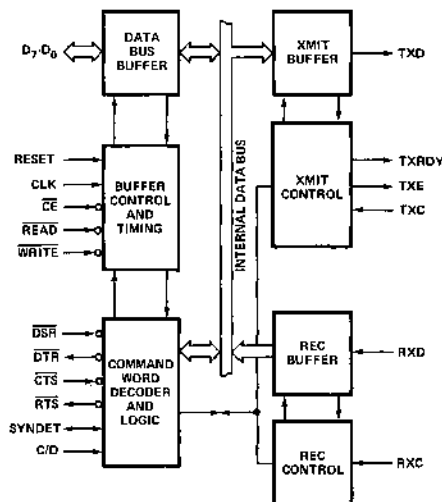 D7-D0
DATA
BUS
BUFFER
XMIT
BUFFER
TXD
RESET
CLK
CE
READ
WRITE
BUFFER
CONTROL
AND
TIMING
INTERNAL DATA BUS
XMIT
CONTROL
TXRDY
TXE
TXC
DSR
DTR
CTS
RTS
SYNDET
C/D
COMMAND
WORD
DECODER
AND
LOGIC
REC
BUFFER
RXD
REC
CONTROL
RXC